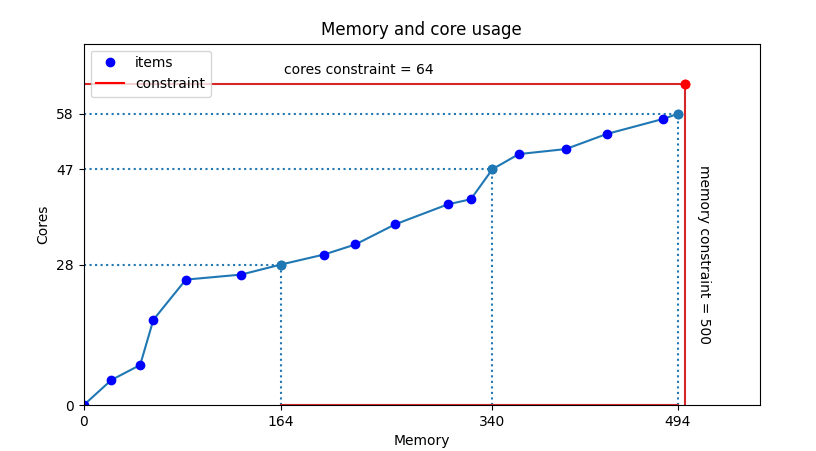 Memory and core usage
items
constraint
cores constraint = 64
memory constraint = 500
Cores
58
47
28
0
0
164
340
494
Memory